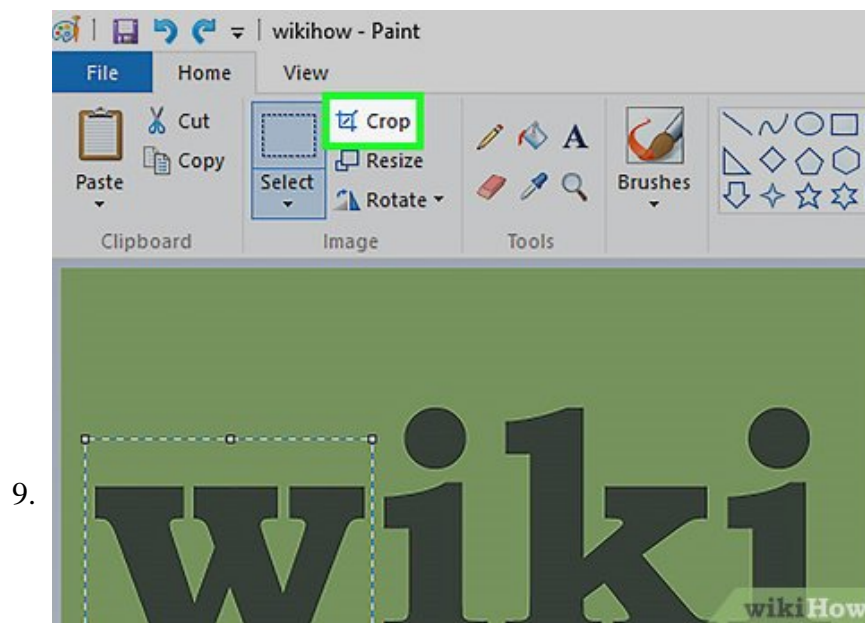 wikihow - Paint
File Home View
Cut
Crop
Copy
Resize
Paste
Select
Rotate
Brushes
A
Clipboard Image Tools
9.
wiki
wikiHow